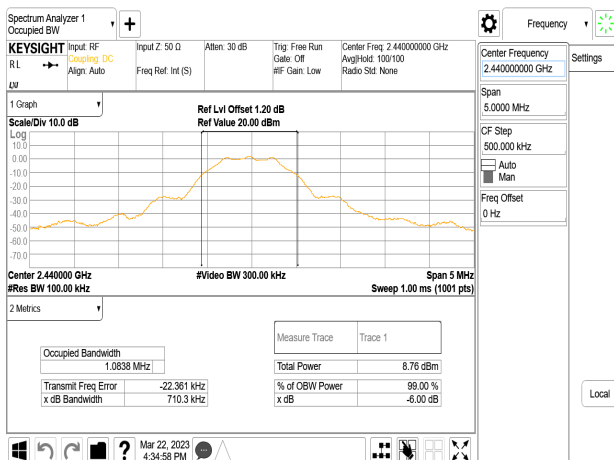 Spectrum Analyzer 1
Occupied BW
Frequency
KEYSIGHT
R L
LXI
Input: RF
Coupling: DC
Align: Auto
Input Z: 50 Ω
Freq Ref: Int (S)
Atten: 30 dB
Trig: Free Run
Gate: Off
#IF Gain: Low
Center Freq: 2.440000000 GHz
Avg|Hold: 100/100
Radio Std: None
Center Frequency
2.440000000 GHz
Settings
Span
5.0000 MHz
CF Step
500.000 kHz
Auto
Man
Freq Offset
0 Hz
Local
1 Graph
Scale/Div 10.0 dB
Ref Lvl Offset 1.20 dB
Ref Value 20.00 dBm
Log
10.0
0.00
-10.0
-20.0
-30.0
-40.0
-50.0
-60.0
-70.0
Center 2.440000 GHz
#Res BW 100.00 kHz
#Video BW 300.00 kHz
Span 5 MHz
Sweep 1.00 ms (1001 pts)
2 Metrics
Measure Trace Trace 1
Occupied Bandwidth
1.0838 MHz
Total Power 8.76 dBm
Transmit Freq Error -22.361 kHz
% of OBW Power 99.00 %
x dB Bandwidth 710.3 kHz
x dB -6.00 dB
Mar 22, 2023
4:34:58 PM